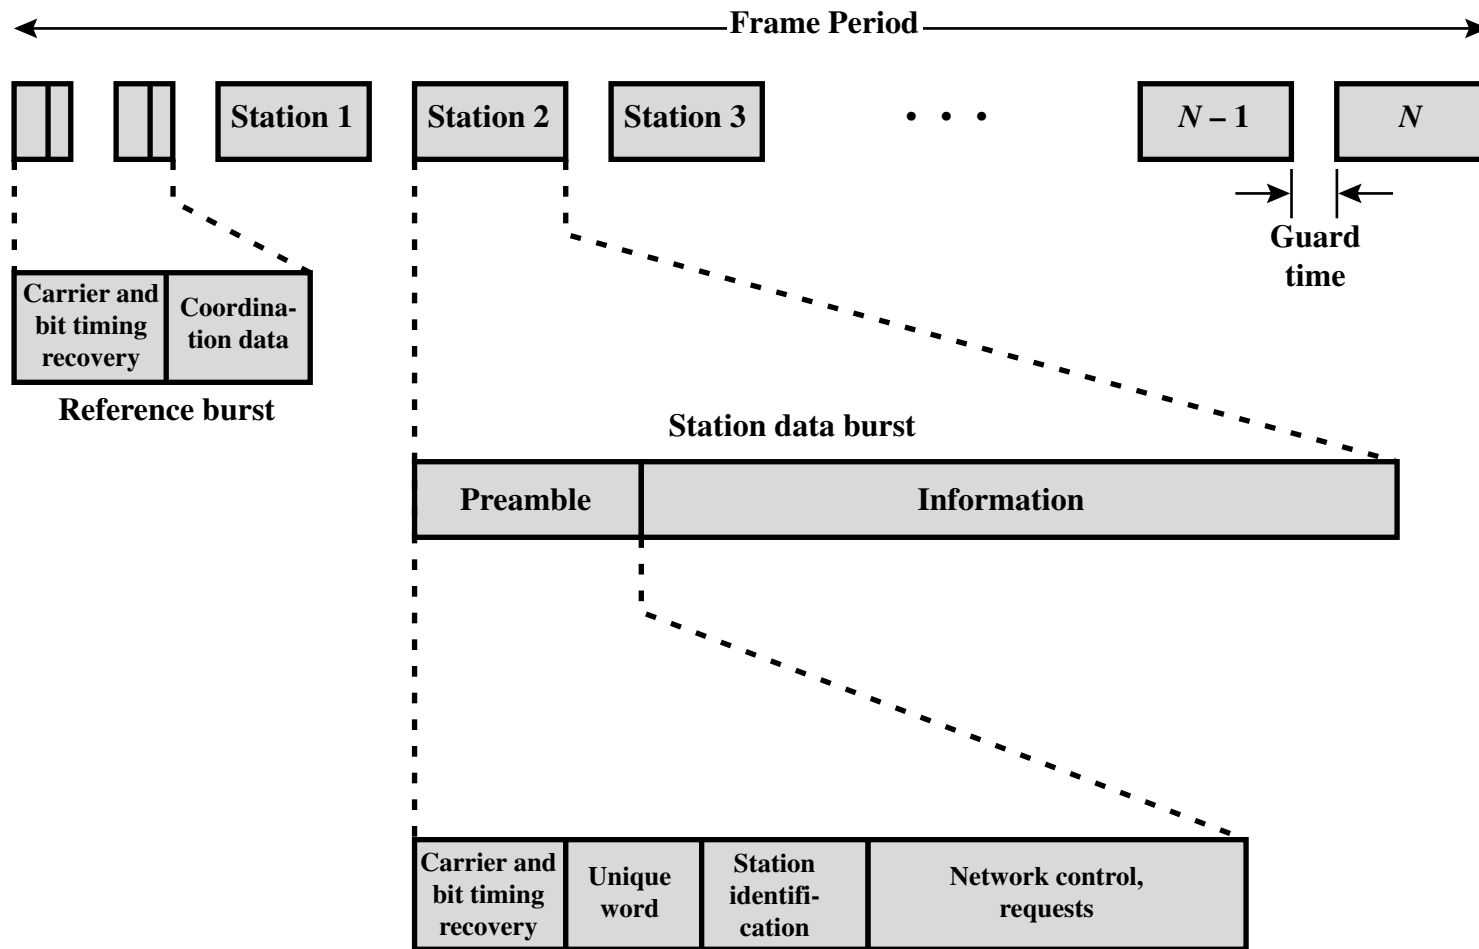 Frame Period
Station 1
Station 2
Station 3
• • •
N – 1
N
Guard
time
Carrier and
bit timing
recovery
Coordina-
tion data
Reference burst
Station data burst
Preamble
Information
Carrier and
bit timing
recovery
Unique
word
Station
identifi-
cation
Network control,
requests